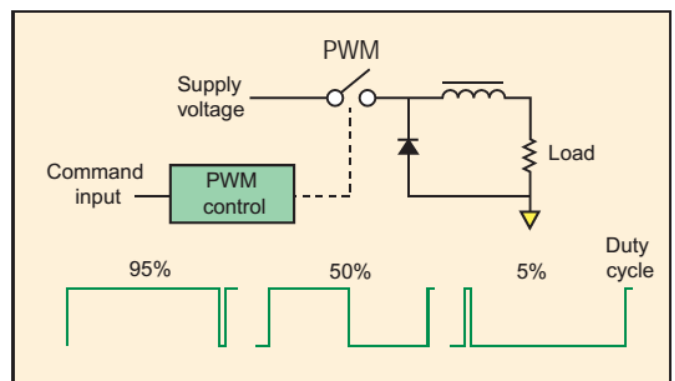 PWM
Supply
voltage
Load
Command
input
PWM
control
95%
50%
5%
Duty
cycle